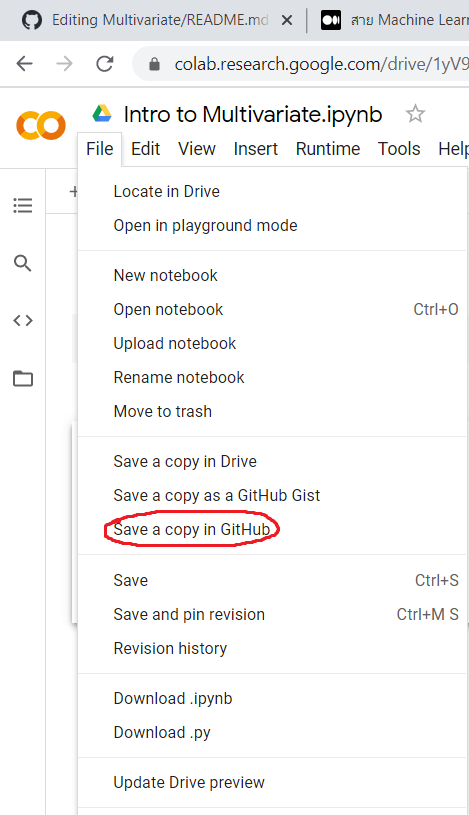 Editing Multivariate/README.md
สาย Machine Learn
colab.research.google.com/drive/1yV9
Intro to Multivariate.ipynb
File Edit View Insert Runtime Tools Help
Locate in Drive
Open in playground mode
New notebook
Open notebook Ctrl+O
Upload notebook
Rename notebook
Move to trash
Save a copy in Drive
Save a copy as a GitHub Gist
Save a copy in GitHub
Save Ctrl+S
Save and pin revision Ctrl+M S
Revision history
Download .ipynb
Download .py
Update Drive preview